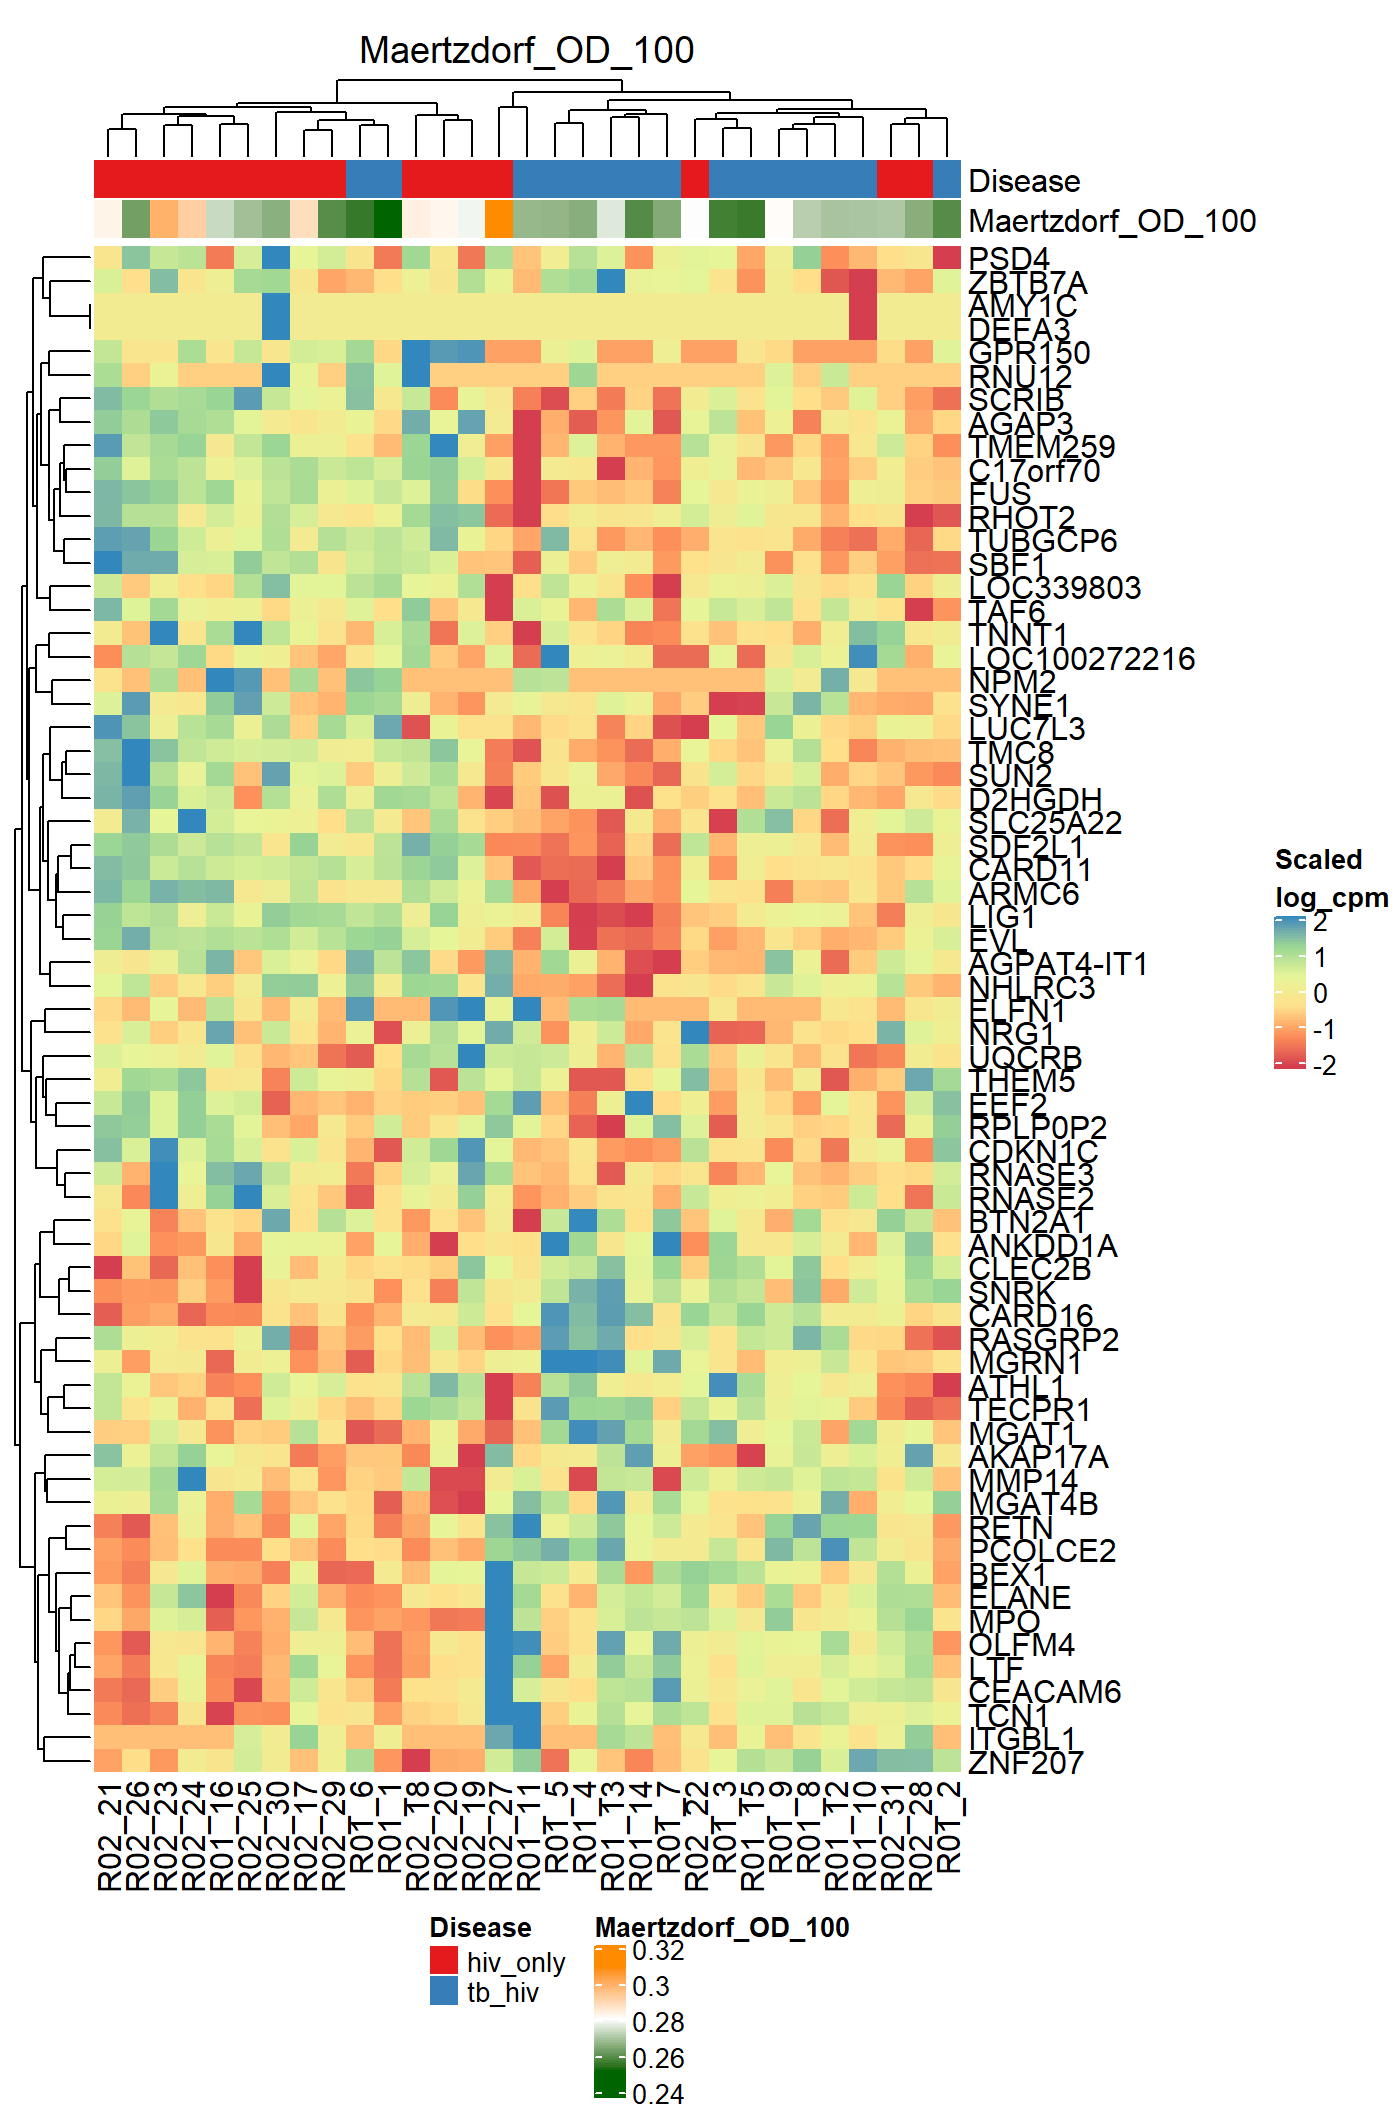 Maertzdorf_OD_100
Disease
Maertzdorf_OD_100
PSD4
ZBTB7A
AMY1C
DEFA3
GPR150
RNU12
SCRIB
AGAP3
TMEM259
C17orf70
FUS
RHOT2
TUBGCP6
SBF1
LOC339803
TAF6
TNNT1
LOC100272216
NPM2
SYNE1
LUC7L3
TMC8
SUN2
D2HGDH
SLC25A22
SDF2L1
CARD11
ARMC6
LIG1
EVL
AGPAT4-IT1
NHLRC3
ELFN1
NRG1
UQCRB
THEM5
EEF2
RPLP0P2
CDKN1C
RNASE3
RNASE2
BTN2A1
ANKDD1A
CLEC2B
SNRK
CARD16
RASGRP2
MGRN1
ATHL1
TECPR1
MGAT1
AKAP17A
MMP14
MGAT4B
RETN
PCOLCE2
BEX1
ELANE
MPO
OLFM4
LTF
CEACAM6
TCN1
ITGBL1
ZNF207
Scaled
log_cpm
2
1
0
-1
-2
R02_21
R02_26
R02_23
R02_24
R01_16
R02_25
R02_30
R02_17
R02_29
R01_6
R01_1
R02_18
R02_20
R02_19
R02_27
R01_11
R01_5
R01_4
R01_13
R01_14
R01_7
R02_22
R01_3
R01_15
R01_9
R01_8
R01_12
R01_10
R02_31
R02_28
R01_2
Disease
hiv_only
tb_hiv
Maertzdorf_OD_100
0.32
0.3
0.28
0.26
0.24